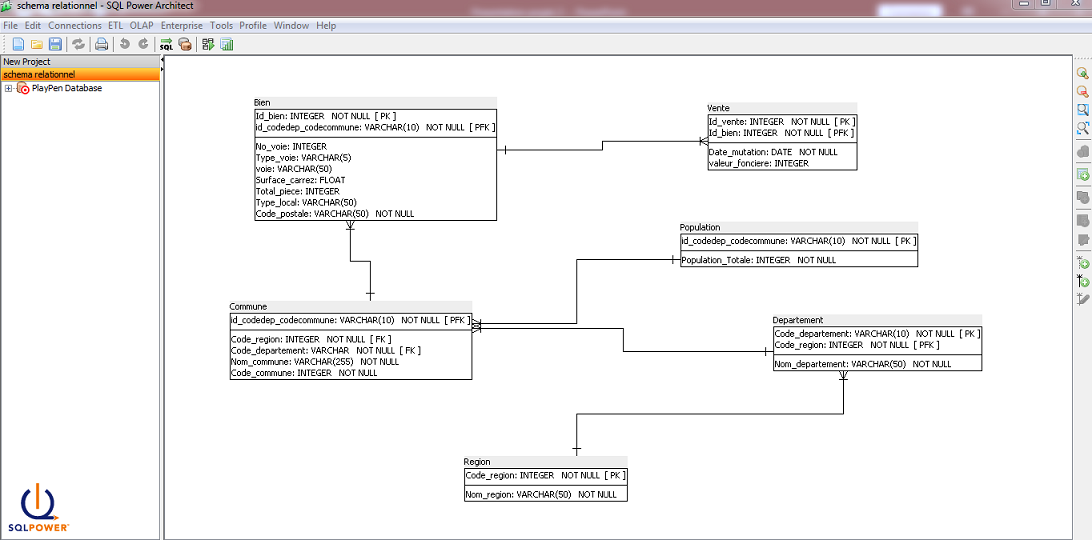 schema relationnel - SQL Power Architect
File Edit Connections ETL OLAP Enterprise Tools Profile Window Help
SQL
New Project
schema relationnel
PlayPen Database
Bien
Id_bien: INTEGER NOT NULL [ PK ]
id_codedep_codecommune: VARCHAR(10) NOT NULL [ PFK ]
No_voie: INTEGER
Type_voie: VARCHAR(5)
voie: VARCHAR(50)
Surface_carrez: FLOAT
Total_piece: INTEGER
Type_local: VARCHAR(50)
Code_postale: VARCHAR(50) NOT NULL
Vente
Id_vente: INTEGER NOT NULL [ PK ]
Id_bien: INTEGER NOT NULL [ PFK ]
Date_mutation: DATE NOT NULL
valeur_fonciere: INTEGER
Population
id_codedep_codecommune: VARCHAR(10) NOT NULL [ PK ]
Population_Totale: INTEGER NOT NULL
Commune
id_codedep_codecommune: VARCHAR(10) NOT NULL [ PFK ]
Code_region: INTEGER NOT NULL [ FK ]
Code_departement: VARCHAR NOT NULL [ FK ]
Nom_commune: VARCHAR(255) NOT NULL
Code_commune: INTEGER NOT NULL
Departement
Code_departement: VARCHAR(10) NOT NULL [ PK ]
Code_region: INTEGER NOT NULL [ PFK ]
Nom_departement: VARCHAR(50) NOT NULL
Region
Code_region: INTEGER NOT NULL [ PK ]
Nom_region: VARCHAR(50) NOT NULL
SQLPOWER